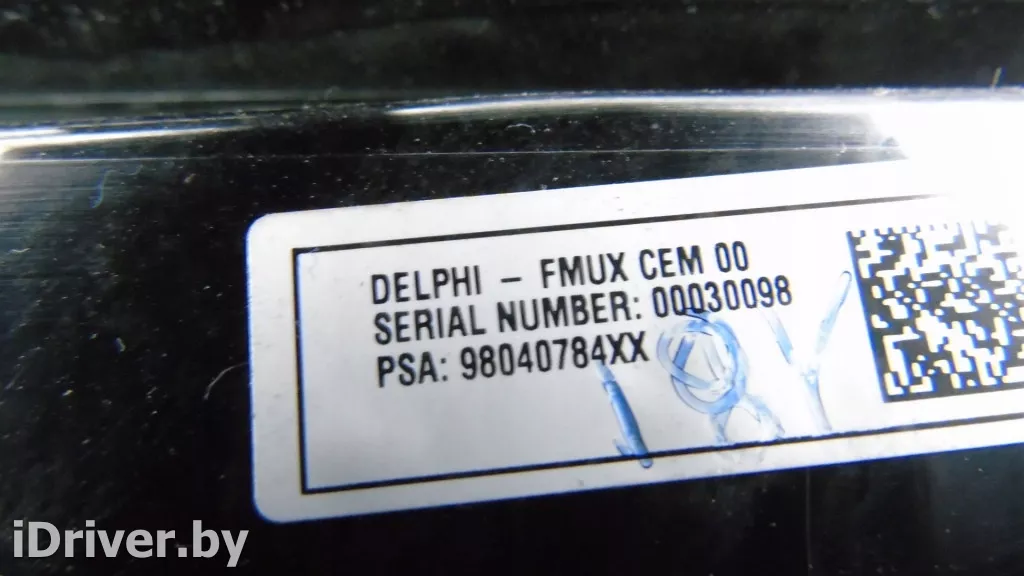 DELPHI - FMUX CEM 00
SERIAL NUMBER: 00030098
PSA: 98040784XX
iDriver.by